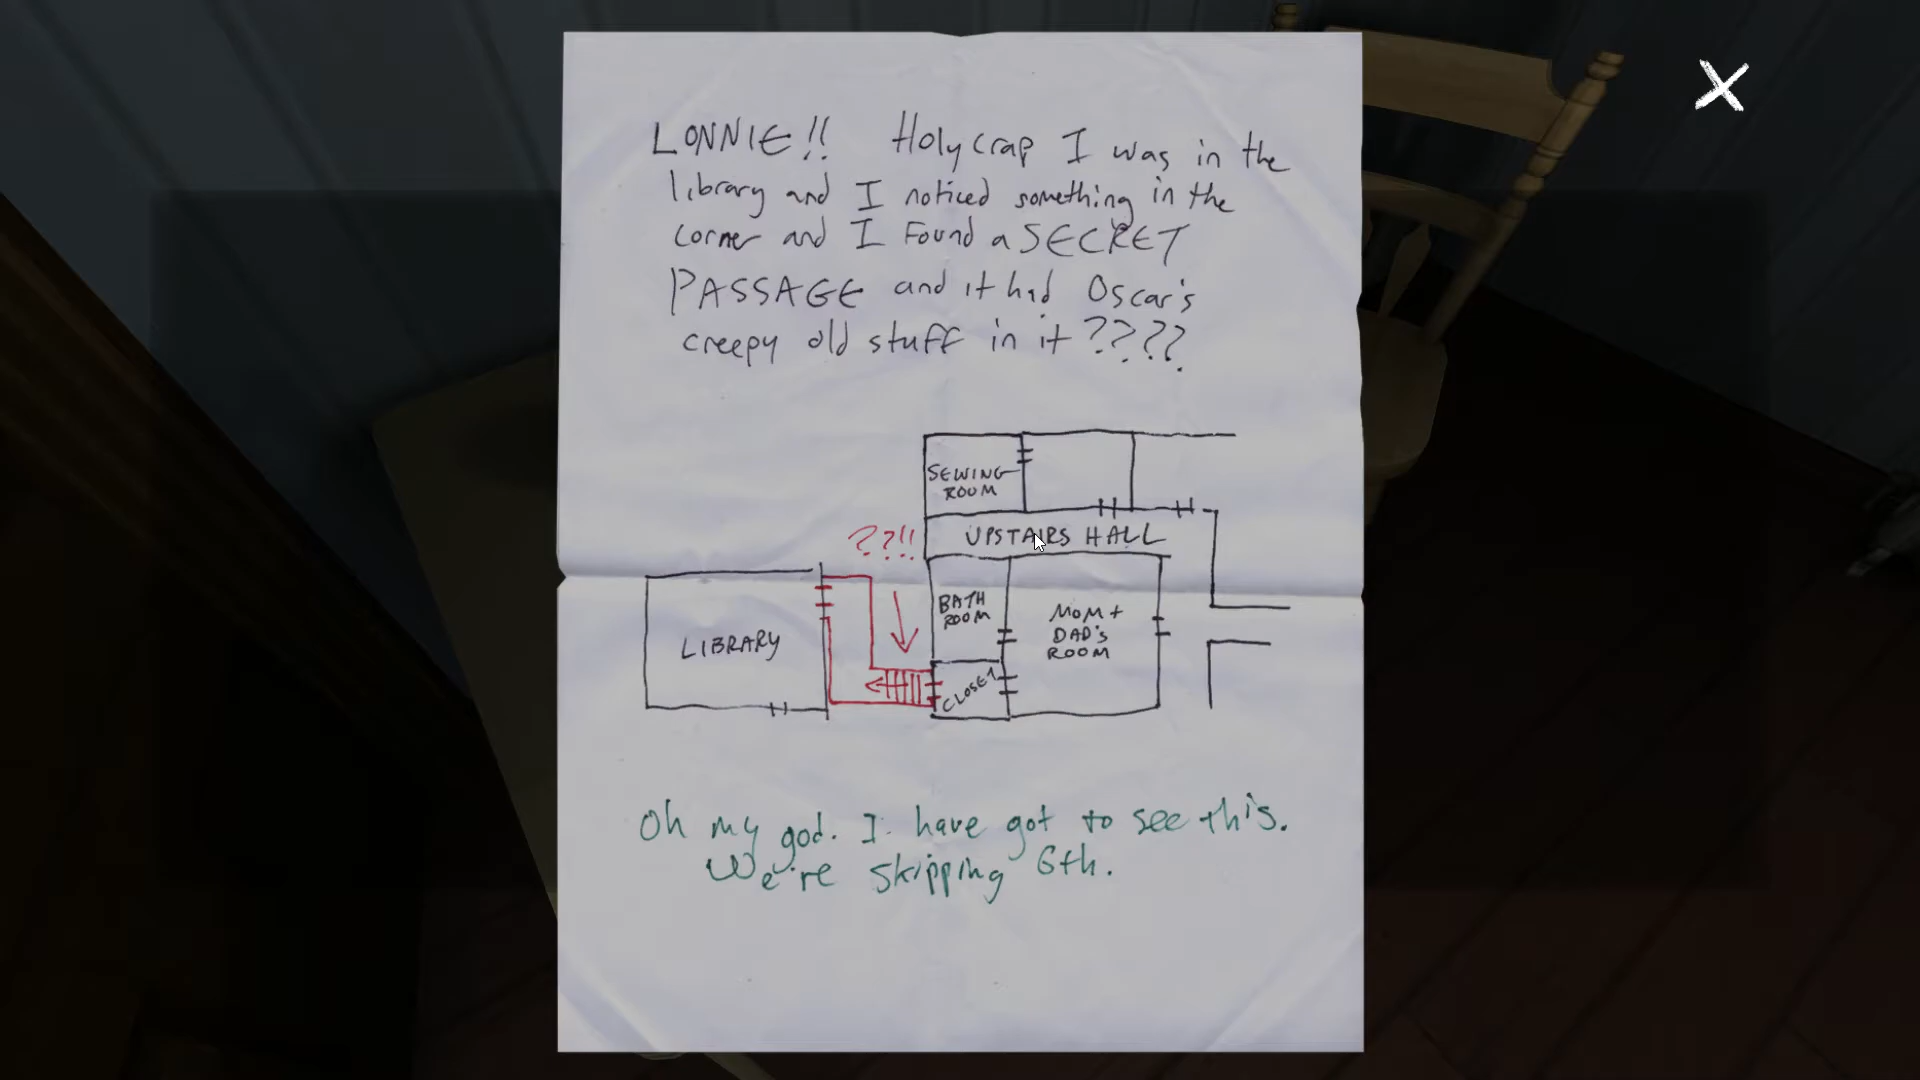 LONNIE!! Holy crap I was in the
library and I noticed something in the
corner and I found a SECRET
PASSAGE and it had Oscar's
creepy old stuff in it????
SEWING
ROOM
UPSTAIRS HALL
??!!
BATH
ROOM
MOM +
DAD'S
ROOM
LIBRARY
CLOSET
Oh my god. I have got to see this.
We're skipping 6th.